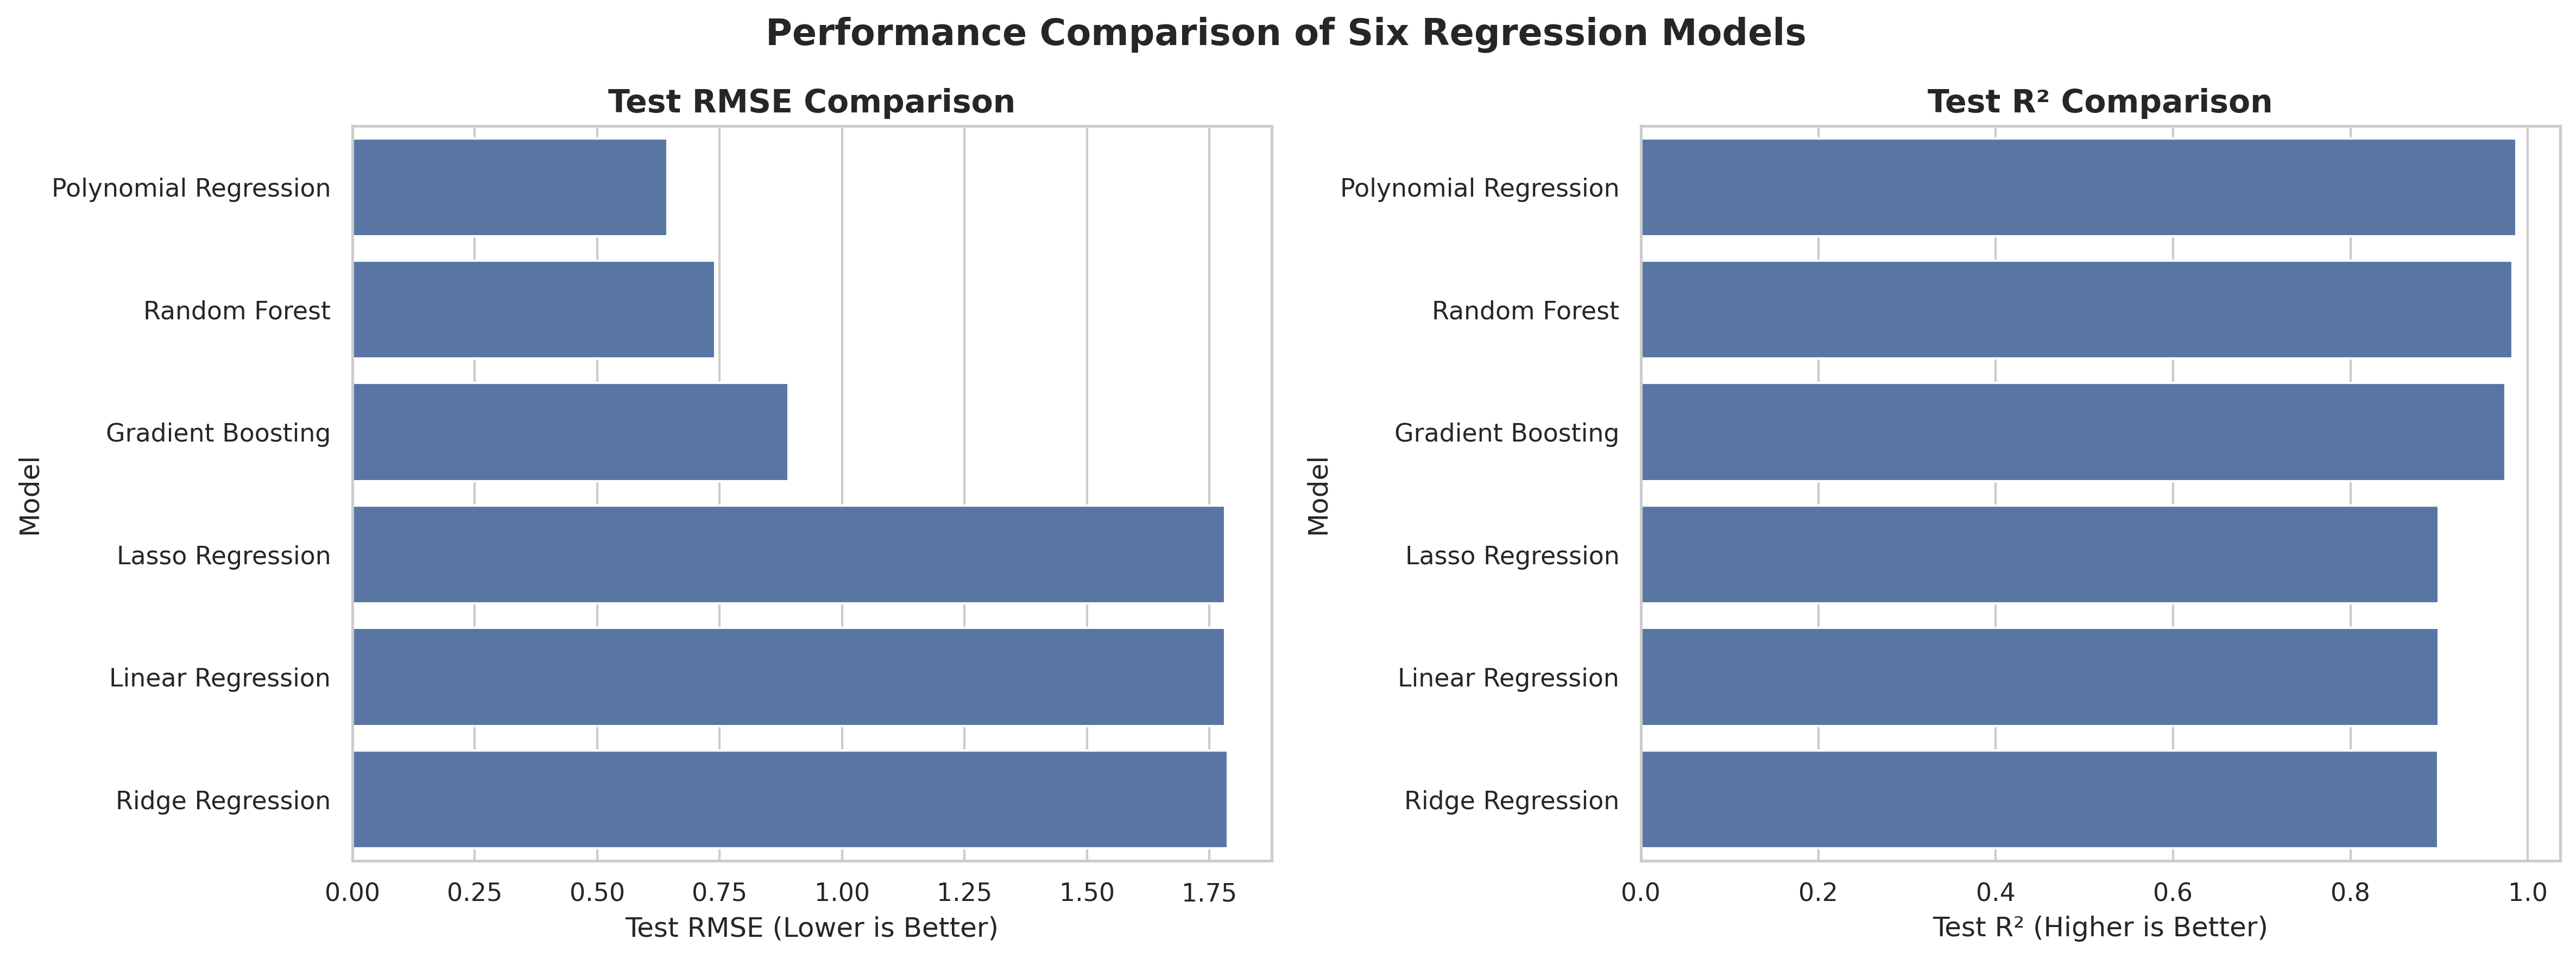 Performance Comparison of Six Regression Models
Test RMSE Comparison
Polynomial Regression
Random Forest
Gradient Boosting
Lasso Regression
Linear Regression
Ridge Regression
Model
0.00 0.25 0.50 0.75 1.00 1.25 1.50 1.75
Test RMSE (Lower is Better)
Test R² Comparison
Polynomial Regression
Random Forest
Gradient Boosting
Lasso Regression
Linear Regression
Ridge Regression
Model
0.0 0.2 0.4 0.6 0.8 1.0
Test R² (Higher is Better)